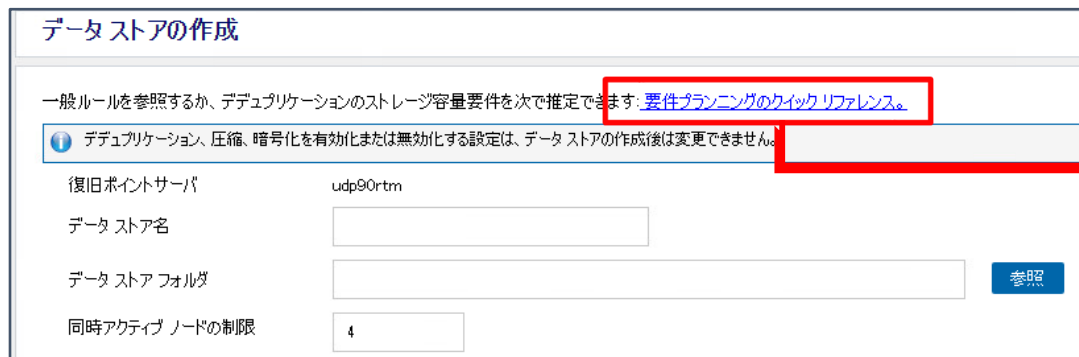 データ ストアの作成
一般ルールを参照するか、デデュプリケーションのストレージ容量要件を次で推定できます: 要件プランニングのクイック リファレンス。
デデュプリケーション、圧縮、暗号化を有効化または無効化する設定は、データ ストアの作成後は変更できません。
復旧ポイントサーバ udp90rtm
データ ストア名
データ ストア フォルダ 参照
同時アクティブ ノードの制限 4